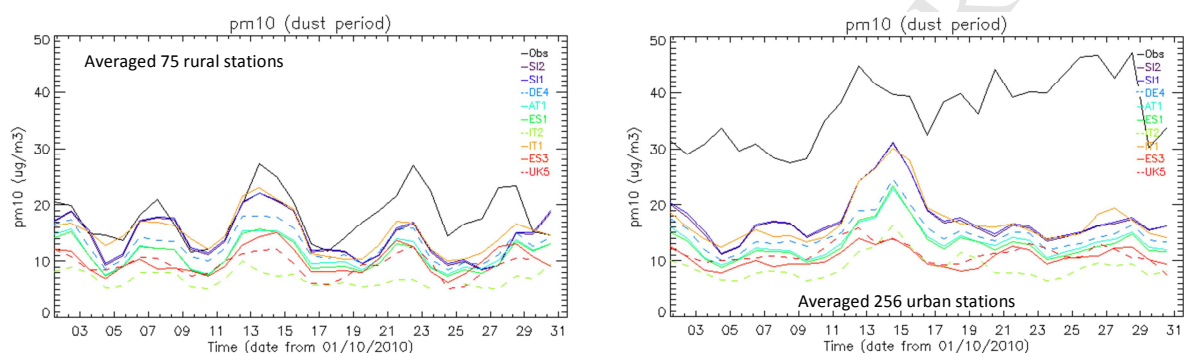 pm10 (dust period)
50
40
30
20
10
0
pm10 (ug/m3)
Averaged 75 rural stations
Obs
SI2
SI1
DE4
AT1
ES1
IT2
IT1
ES3
UK5
03 05 07 09 11 13 15 17 19 21 23 25 27 29 31
Time (date from 01/10/2010)
pm10 (dust period)
50
40
30
20
10
0
pm10 (ug/m3)
Obs
SI2
SI1
DE4
AT1
ES1
IT2
IT1
ES3
UK5
Averaged 256 urban stations
03 05 07 09 11 13 15 17 19 21 23 25 27 29 31
Time (date from 01/10/2010)